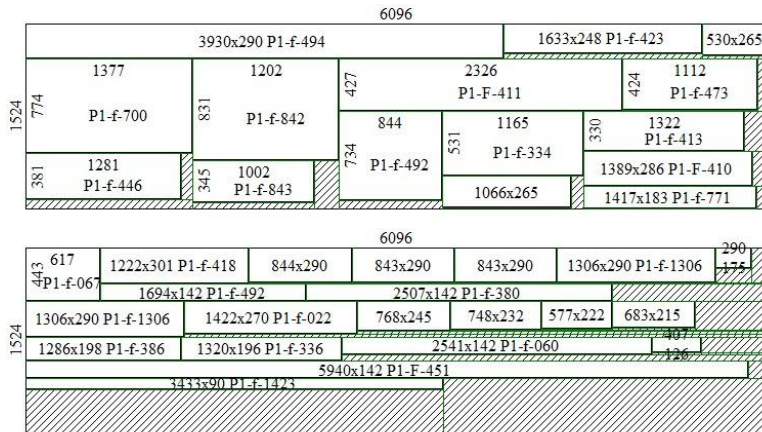 6096
3930x290 P1-f-494
1633x248 P1-f-423
530x265
1524
1377
774
P1-f-700
1202
831
P1-f-842
2326
427
P1-F-411
1112
424
P1-f-473
844
734
P1-f-492
1165
531
P1-f-334
1322
330
P1-f-413
1281
381
P1-f-446
1002
345
P1-f-843
1066x265
1389x286 P1-F-410
1417x183 P1-f-771
6096
617
443
P1-f-067
1222x301 P1-f-418
844x290
843x290
843x290
1306x290 P1-f-1306
290
175
1694x142 P1-f-492
2507x142 P1-f-380
1524
1306x290 P1-f-1306
1422x270 P1-f-022
768x245
748x232
577x222
683x215
1286x198 P1-f-386
1320x196 P1-f-336
2541x142 P1-f-060
407
126
5940x142 P1-F-451
3433x90 P1-f-1423